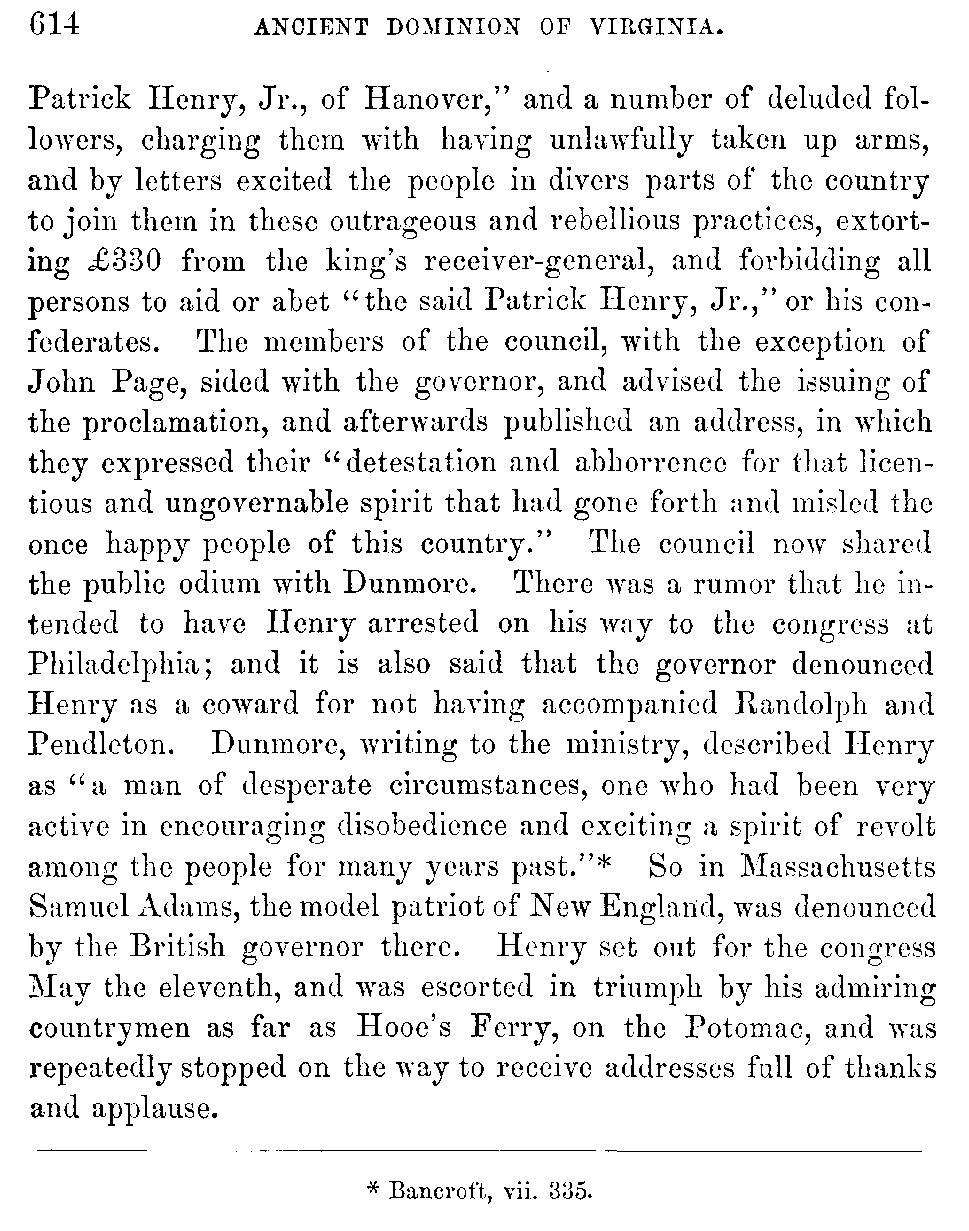 614 ANCIENT DOMINION OF VIRGINIA.
Patrick Henry, Jr., of Hanover,” and a number of deluded fol-
lowers, charging them with having unlawfully taken up arms,
and by letters excited the people in divers parts of the country
to join them in these outrageous and rebellious practices, extort-
ing £330 from the king's receiver-general, and forbidding all
persons to aid or abet “the said Patrick Henry, Jr.,” or his con-
federates. The members of the council, with the exception of
John Page, sided with the governor, and advised the issuing of
the proclamation, and afterwards published an address, in which
they expressed their “detestation and abhorrence for that licen-
tious and ungovernable spirit that had gone forth and misled the
once happy people of this country.” The council now shared
the public odium with Dunmore. There was a rumor that he in-
tended to have Henry arrested on his way to the congress at
Philadelphia; and it is also said that the governor denounced
Henry as a coward for not having accompanied Randolph and
Pendleton. Dunmore, writing to the ministry, described Henry
as “a man of desperate circumstances, one who had been very
active in encouraging disobedience and exciting a spirit of revolt
among the people for many years past.”* So in Massachusetts
Samuel Adams, the model patriot of New England, was denounced
by the British governor there. Henry set out for the congress
May the eleventh, and was escorted in triumph by his admiring
countrymen as far as Hooe's Ferry, on the Potomac, and was
repeatedly stopped on the way to receive addresses full of thanks
and applause.
* Bancroft, vii. 335.